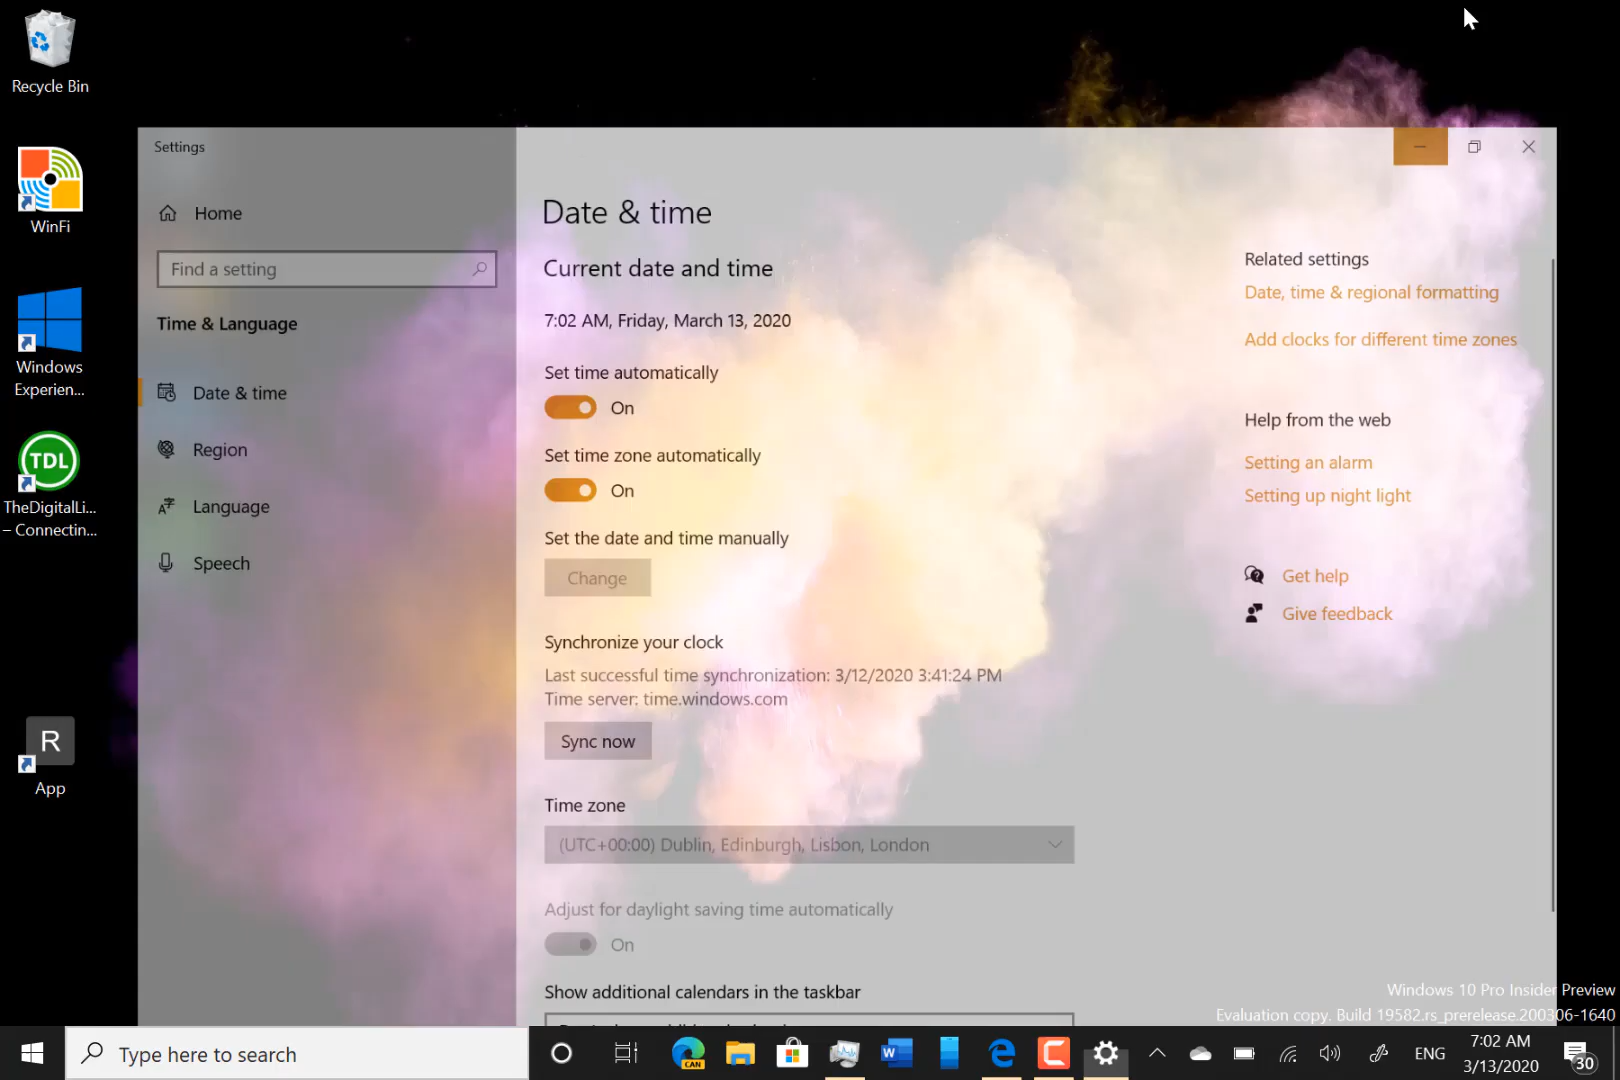 Recycle Bin
WinFi
Windows
Experien...
TDL
TheDigitalLi...
– Connectin...
R
App
Settings
Home
Find a setting
Time & Language
Date & time
Region
Language
Speech
Date & time
Current date and time
7:02 AM, Friday, March 13, 2020
Set time automatically
On
Set time zone automatically
On
Set the date and time manually
Change
Synchronize your clock
Last successful time synchronization: 3/12/2020 3:41:24 PM
Time server: time.windows.com
Sync now
Time zone
(UTC+00:00) Dublin, Edinburgh, Lisbon, London
Adjust for daylight saving time automatically
On
Show additional calendars in the taskbar
Related settings
Date, time & regional formatting
Add clocks for different time zones
Help from the web
Setting an alarm
Setting up night light
Get help
Give feedback
Windows 10 Pro Insider Preview
Evaluation copy. Build 19582.rs_prerelease.200306-1640
Type here to search
CAN
W
ENG
7:02 AM
3/13/2020
30